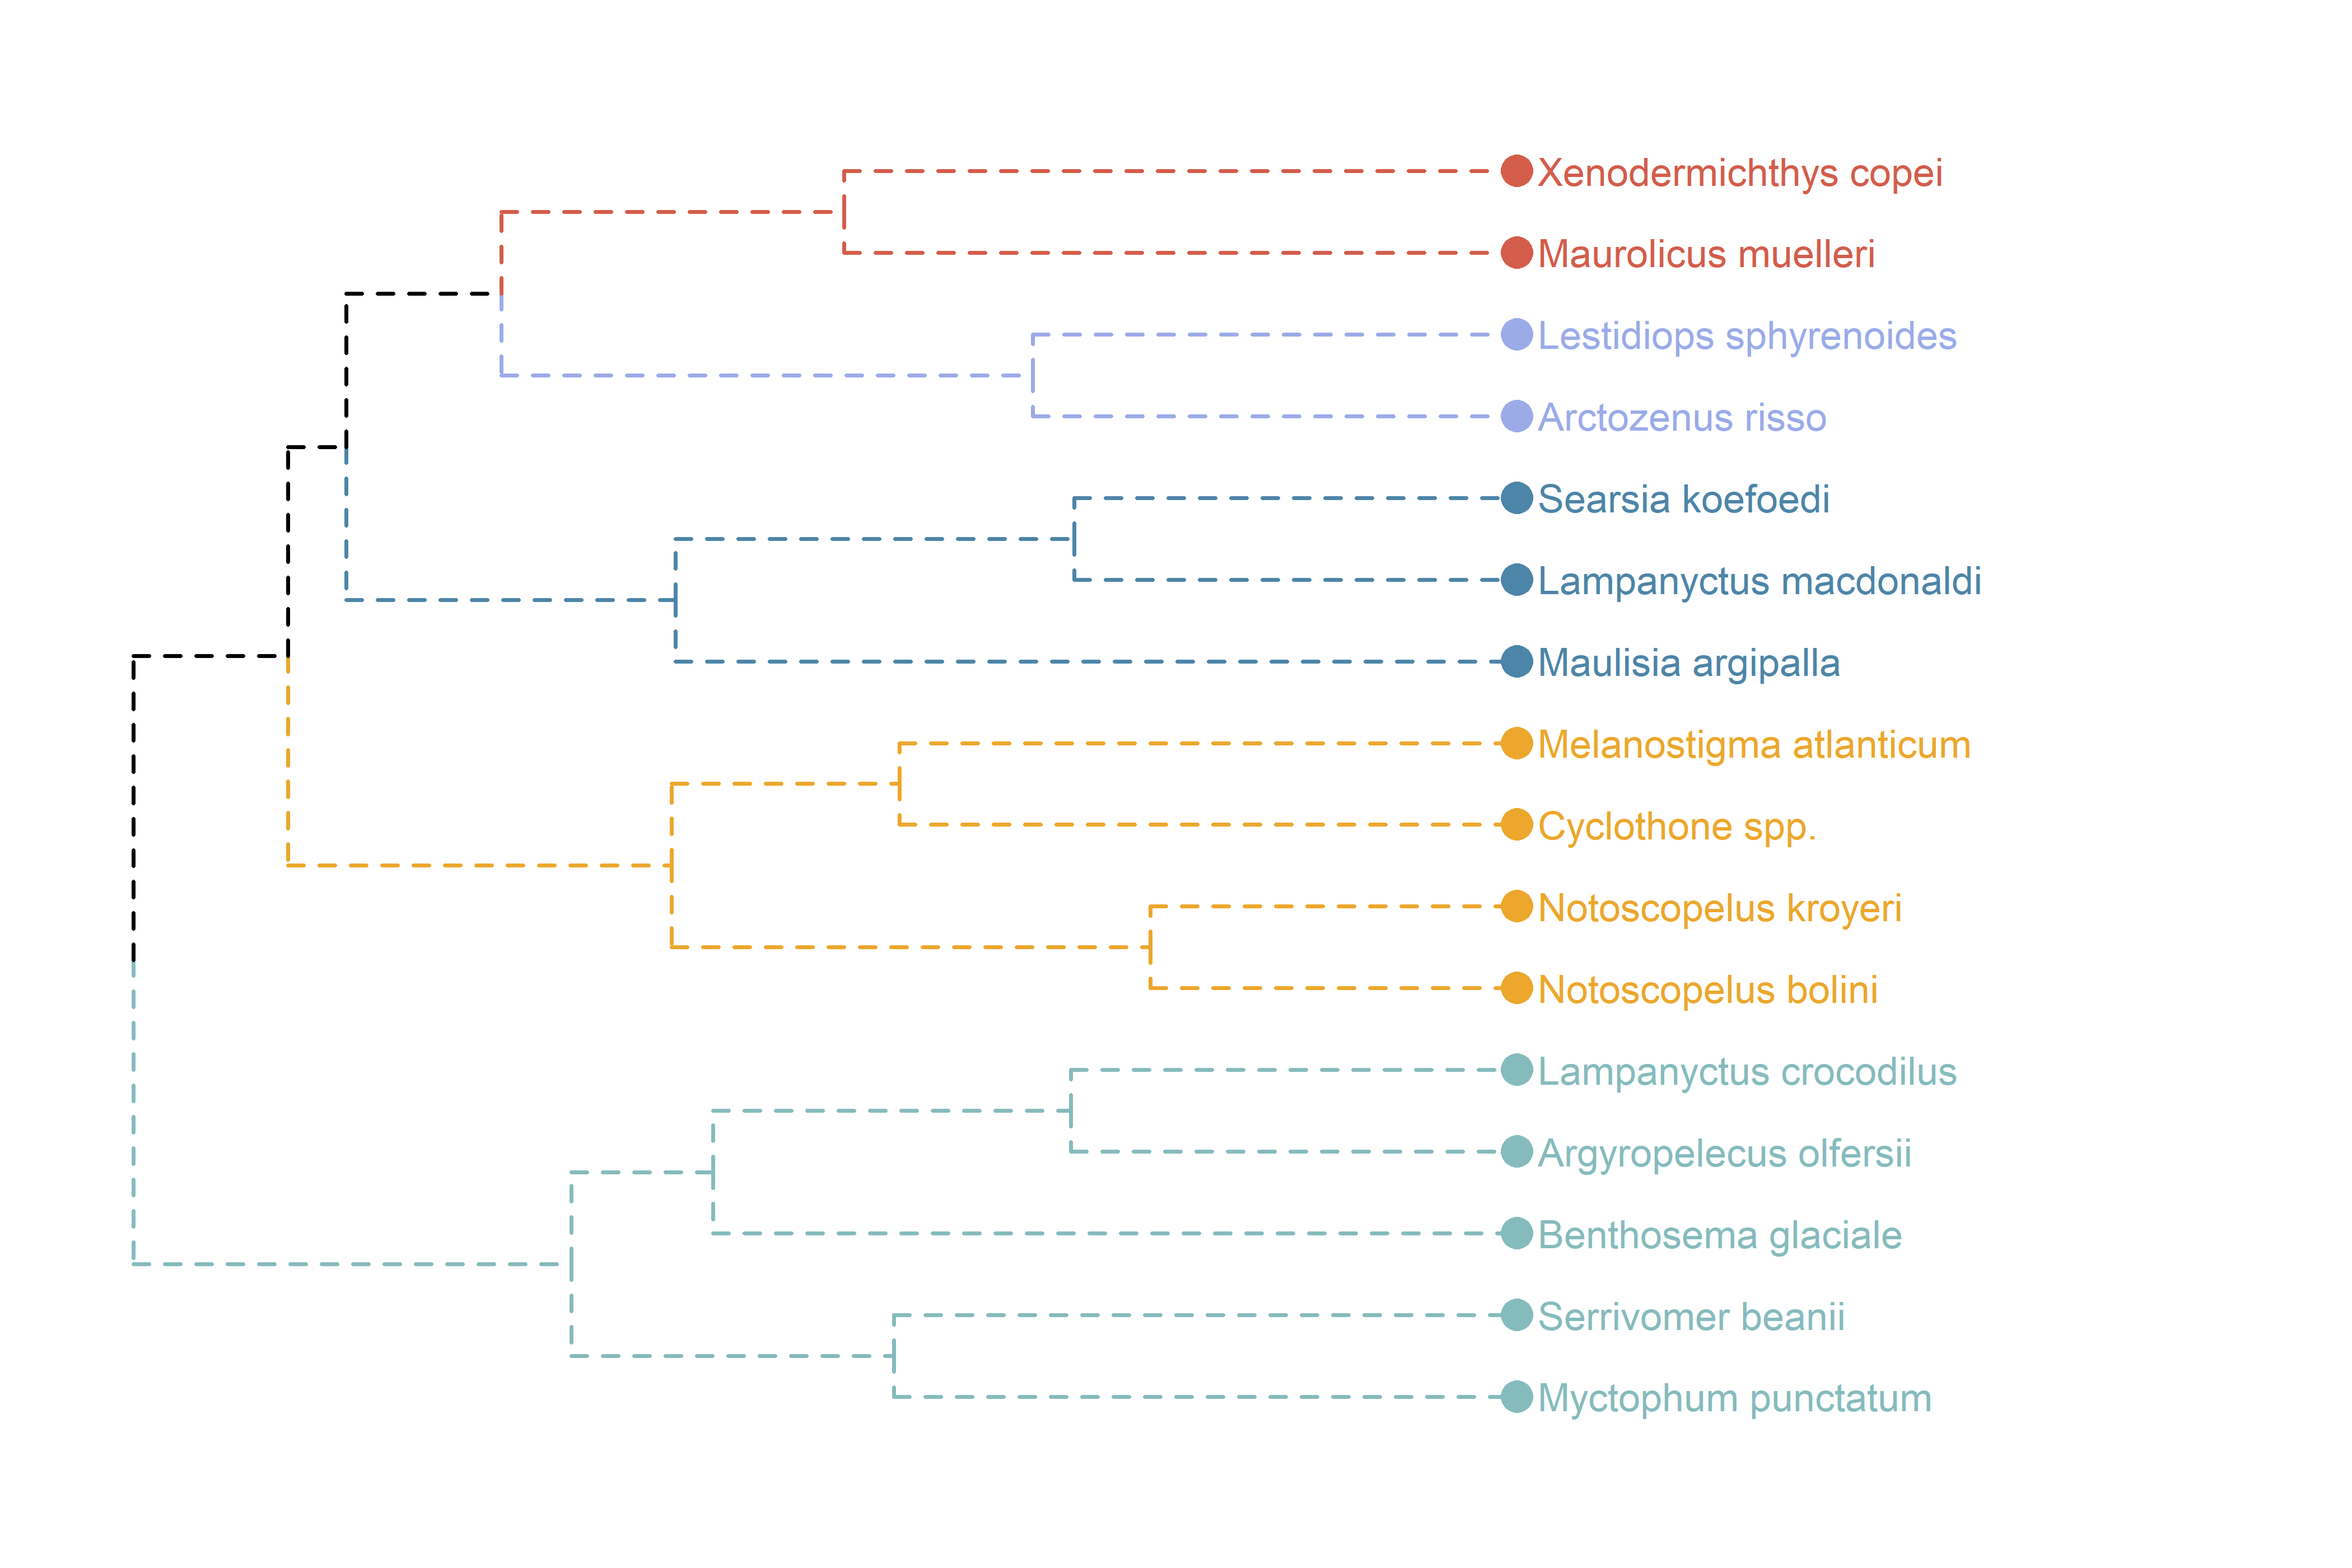 Xenodermichthys copei
Maurolicus muelleri
Lestidiops sphyrenoides
Arctozenus risso
Searsia koefoedi
Lampanyctus macdonaldi
Maulisia argipalla
Melanostigma atlanticum
Cyclothone spp.
Notoscopelus kroyeri
Notoscopelus bolini
Lampanyctus crocodilus
Argyropelecus olfersii
Benthosema glaciale
Serrivomer beanii
Myctophum punctatum